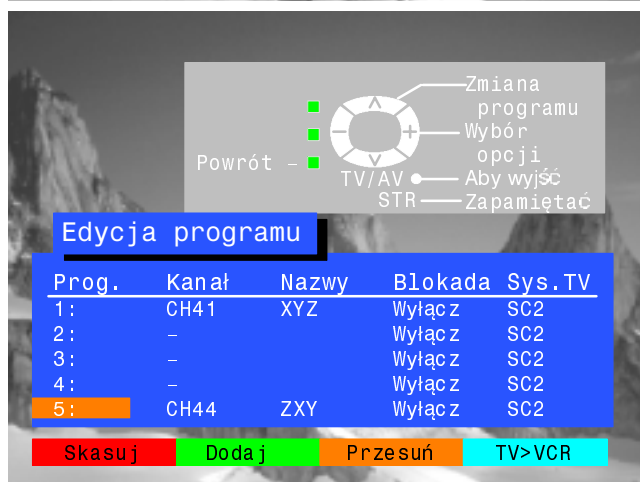 Zmiana
programu
Wybór
opcji
Powrót –
TV/AV Aby wyjść
STR Zapamiętać
Edycja programu
Prog. Kanał Nazwy Blokada Sys.TV
1: CH41 XYZ Wyłącz SC2
2: – Wyłącz SC2
3: – Wyłącz SC2
4: – Wyłącz SC2
5: CH44 ZXY Wyłącz SC2
Skasuj Dodaj Przesuń TV>VCR